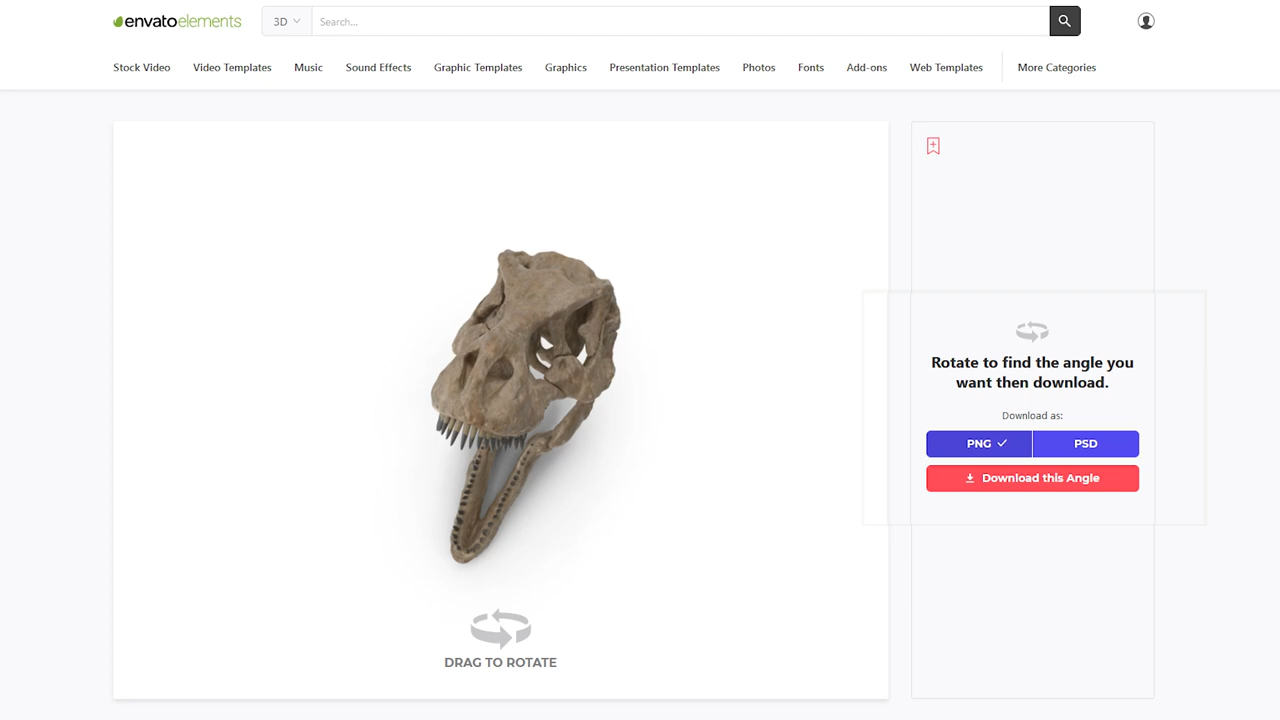 envatoelements
3D
Search...
Stock Video Video Templates Music Sound Effects Graphic Templates Graphics Presentation Templates Photos Fonts Add-ons Web Templates More Categories
Rotate to find the angle you
want then download.
Download as:
PNG PSD
Download this Angle
DRAG TO ROTATE